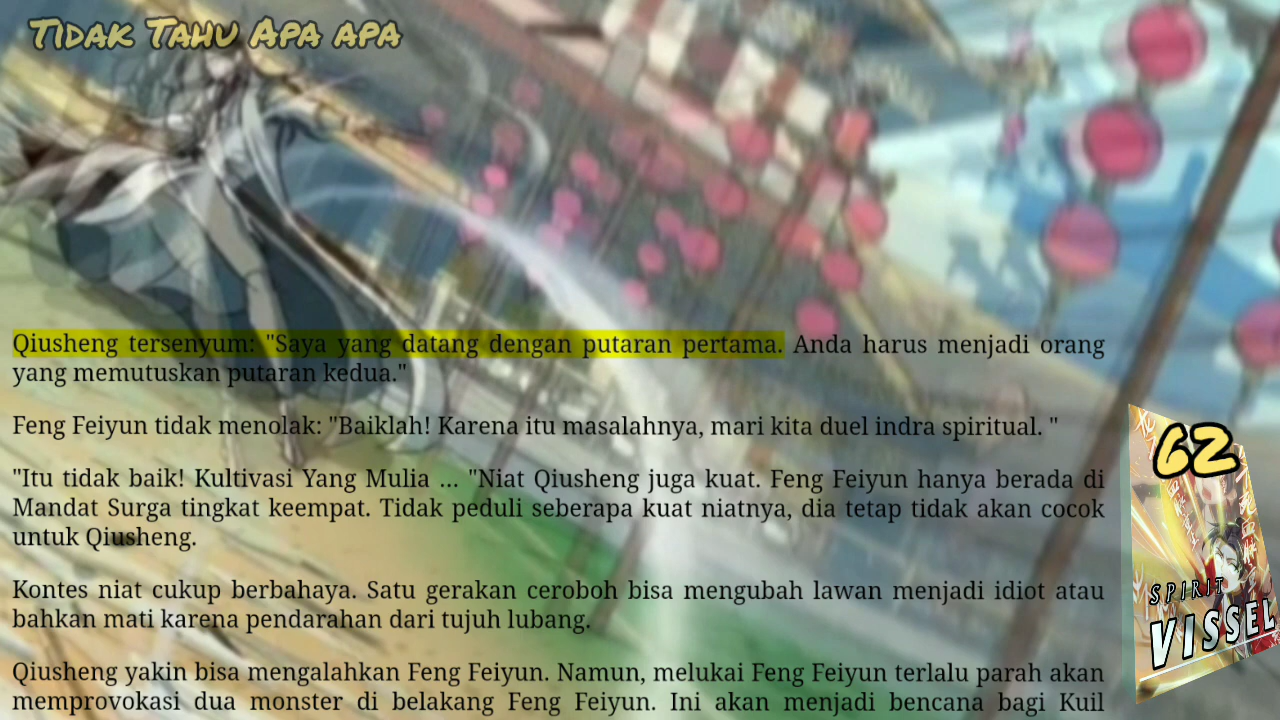 Tidak Tahu Apa apa
Qiusheng tersenyum: "Saya yang datang dengan putaran pertama. Anda harus menjadi orang
yang memutuskan putaran kedua."
Feng Feiyun tidak menolak: "Baiklah! Karena itu masalahnya, mari kita duel indra spiritual. "
"Itu tidak baik! Kultivasi Yang Mulia ... "Niat Qiusheng juga kuat. Feng Feiyun hanya berada di
Mandat Surga tingkat keempat. Tidak peduli seberapa kuat niatnya, dia tetap tidak akan cocok
untuk Qiusheng.
Kontes niat cukup berbahaya. Satu gerakan ceroboh bisa mengubah lawan menjadi idiot atau
bahkan mati karena pendarahan dari tujuh lubang.
Qiusheng yakin bisa mengalahkan Feng Feiyun. Namun, melukai Feng Feiyun terlalu parah akan
memprovokasi dua monster di belakang Feng Feiyun. Ini akan menjadi bencana bagi Kuil
62
SPIRIT
VISSEL